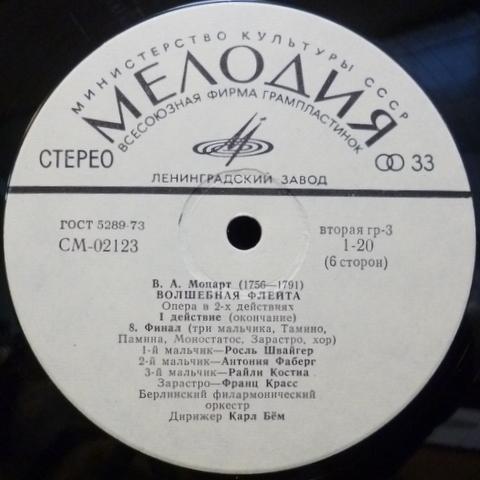 МИНИСТЕРСТВО КУЛЬТУРЫ СССР
МЕЛОДИЯ
ВСЕСОЮЗНАЯ ФИРМА ГРАМПЛАСТИНОК
СТЕРЕО
33
ЛЕНИНГРАДСКИЙ ЗАВОД
ГОСТ 5289-73
СМ-02123
вторая гр-3
1-20
(6 сторон)
В. А. Моцарт (1756—1791)
ВОЛШЕБНАЯ ФЛЕЙТА
Опера в 2-х действиях
I действие (окончание)
8. Финал (три мальчика, Тамино,
Памина, Моностатос, Зарастро, хор)
1-й мальчик—Росль Швайгер
2-й мальчик—Антония Фаберг
3-й мальчик—Райли Костиа
Зарастро—Франц Красс
Берлинский филармонический
оркестр
Дирижер Карл Бём